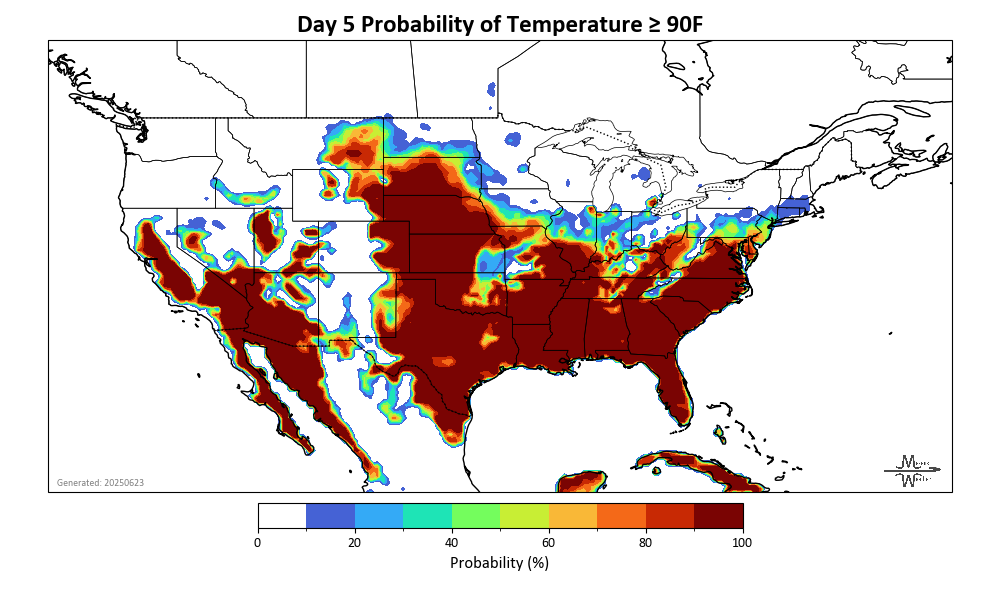 Day 5 Probability of Temperature ≥ 90F
Generated: 20250623
0 20 40 60 80 100
Probability (%)